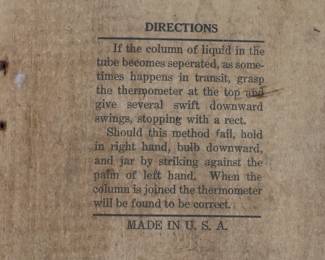 DIRECTIONS
If the column of liquid in the
tube becomes seperated, as some-
times happens in transit, grasp
the thermometer at the top and
give several swift downward
swings, stopping with a rect.
Should this method fail, hold
in right hand, bulb downward,
and jar by striking against the
palm of left hand. When the
column is joined the thermometer
will be found to be correct.
MADE IN U. S. A.